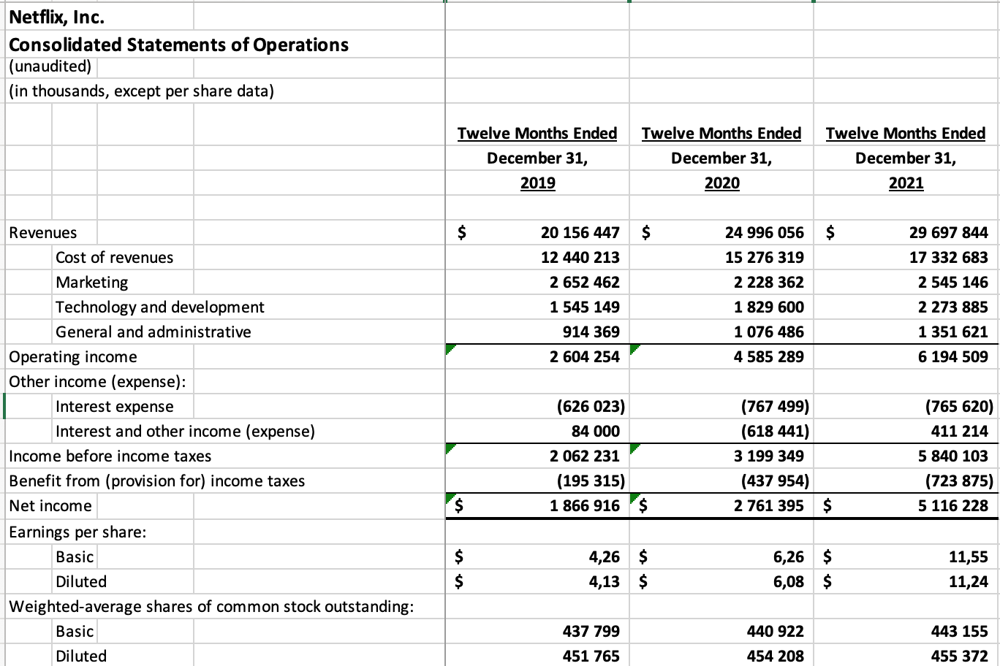 Netflix, Inc.
Consolidated Statements of Operations
(unaudited)
(in thousands, except per share data)
Twelve Months Ended Twelve Months Ended Twelve Months Ended
December 31, December 31, December 31,
2019 2020 2021
Revenues $ 20 156 447 $ 24 996 056 $ 29 697 844
Cost of revenues 12 440 213 15 276 319 17 332 683
Marketing 2 652 462 2 228 362 2 545 146
Technology and development 1 545 149 1 829 600 2 273 885
General and administrative 914 369 1 076 486 1 351 621
Operating income 2 604 254 4 585 289 6 194 509
Other income (expense):
Interest expense (626 023) (767 499) (765 620)
Interest and other income (expense) 84 000 (618 441) 411 214
Income before income taxes 2 062 231 3 199 349 5 840 103
Benefit from (provision for) income taxes (195 315) (437 954) (723 875)
Net income $ 1 866 916 $ 2 761 395 $ 5 116 228
Earnings per share:
Basic $ 4,26 $ 6,26 $ 11,55
Diluted $ 4,13 $ 6,08 $ 11,24
Weighted-average shares of common stock outstanding:
Basic 437 799 440 922 443 155
Diluted 451 765 454 208 455 372